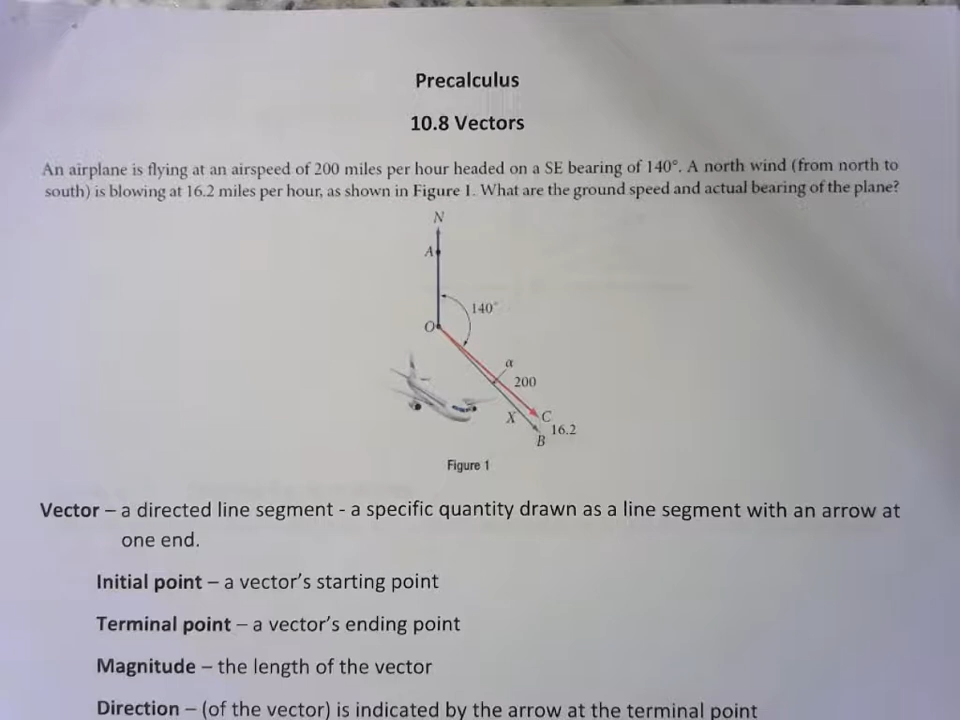 Precalculus
10.8 Vectors
An airplane is flying at an airspeed of 200 miles per hour headed on a SE bearing of 140°. A north wind (from north to
south) is blowing at 16.2 miles per hour, as shown in Figure 1. What are the ground speed and actual bearing of the plane?
N
A
140°
O
α
200
X
C
16.2
B
Figure 1
Vector – a directed line segment - a specific quantity drawn as a line segment with an arrow at
one end.
Initial point – a vector's starting point
Terminal point – a vector's ending point
Magnitude – the length of the vector
Direction – (of the vector) is indicated by the arrow at the terminal point